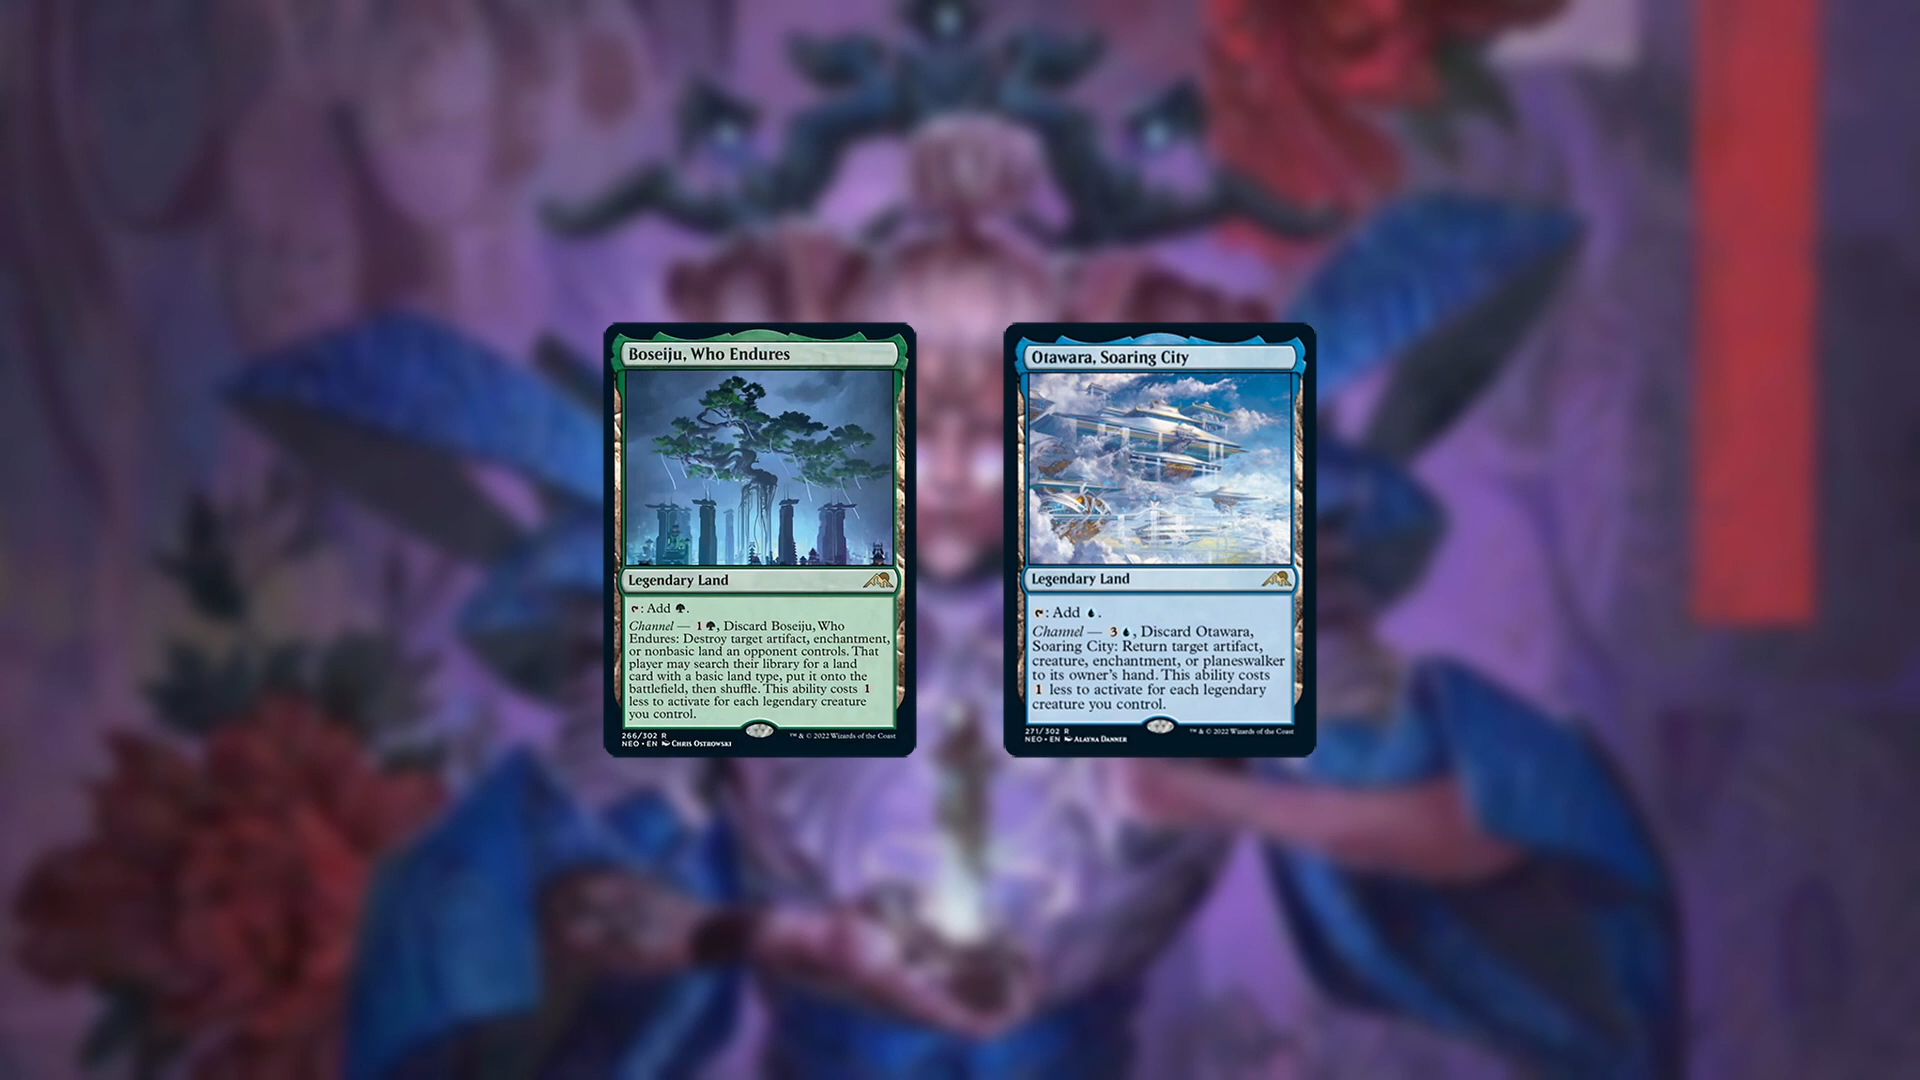 Boseiju, Who Endures
Legendary Land
: Add .
Channel — 1 , Discard Boseiju, Who
Endures: Destroy target artifact, enchantment,
or nonbasic land an opponent controls. That
player may search their library for a land
card with a basic land type, put it onto the
battlefield, then shuffle. This ability costs 1
less to activate for each legendary creature
you control.
266/302 R
NEO • EN Chris Ostrowski
™ & © 2022 Wizards of the Coast
Otawara, Soaring City
Legendary Land
: Add .
Channel — 3 , Discard Otawara,
Soaring City: Return target artifact,
creature, enchantment, or planeswalker
to its owner's hand. This ability costs
1 less to activate for each legendary
creature you control.
271/302 R
NEO • EN Alayna Danner
™ & © 2022 Wizards of the Coast